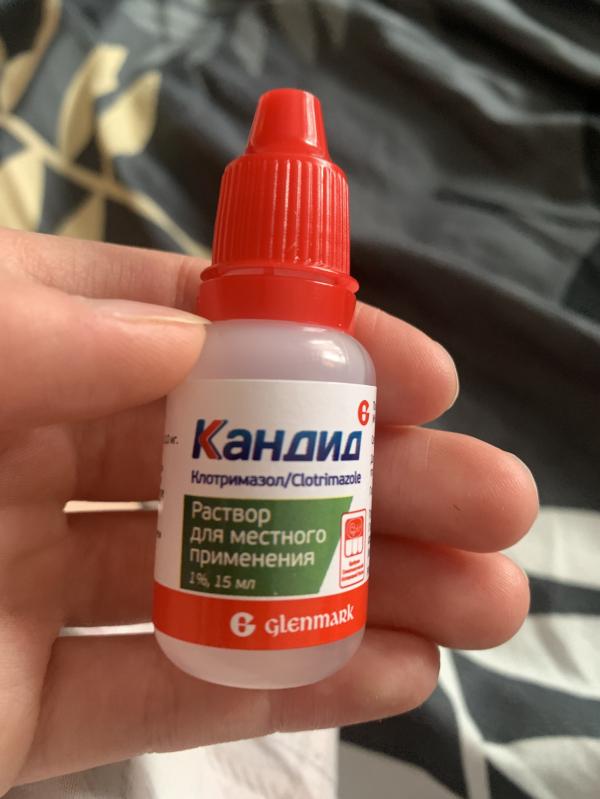 Кандид
Клотримазол/Clotrimazole
Раствор
для местного
применения
1%, 15 мл
Glenmark